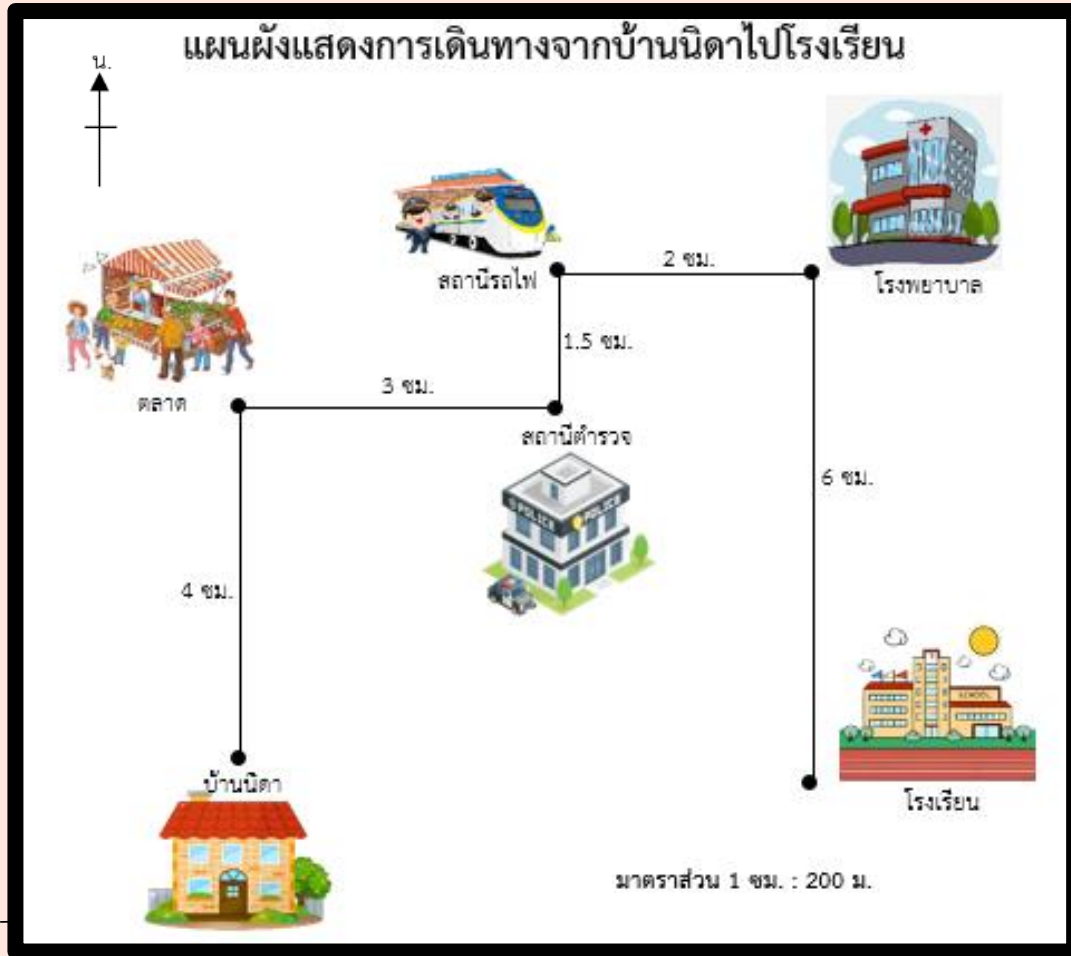 แผนผังแสดงการเดินทางจากบ้านนิดาไปโรงเรียน
น.
2 ซม.
สถานีรถไฟ
โรงพยาบาล
1.5 ซม.
3 ซม.
ตลาด
สถานีตำรวจ
POLICE POLICE
6 ซม.
4 ซม.
SCHOOL
บ้านนิดา
โรงเรียน
มาตราส่วน 1 ซม. : 200 ม.